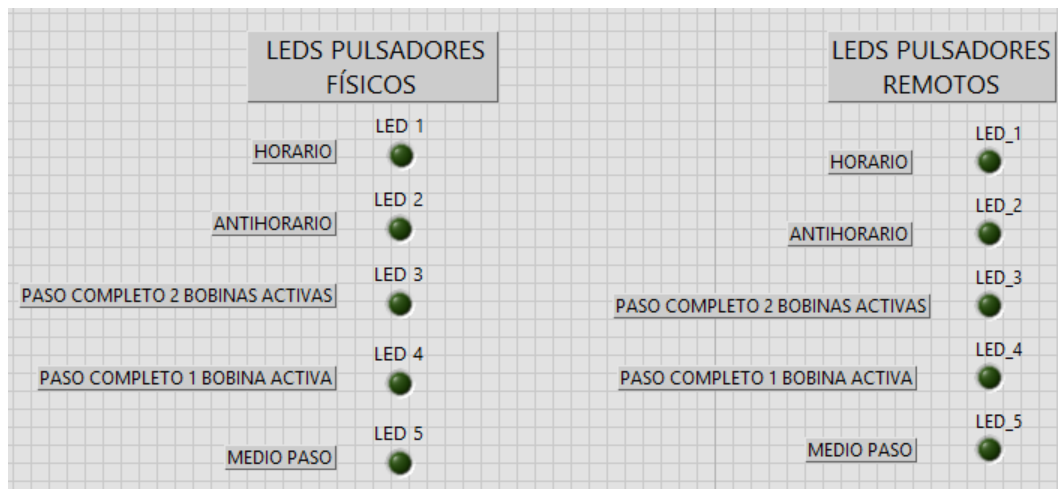 LEDS PULSADORES
FÍSICOS
LED 1
HORARIO
LED 2
ANTIHORARIO
LED 3
PASO COMPLETO 2 BOBINAS ACTIVAS
LED 4
PASO COMPLETO 1 BOBINA ACTIVA
LED 5
MEDIO PASO
LEDS PULSADORES
REMOTOS
LED_1
HORARIO
LED_2
ANTIHORARIO
LED_3
PASO COMPLETO 2 BOBINAS ACTIVAS
LED_4
PASO COMPLETO 1 BOBINA ACTIVA
LED_5
MEDIO PASO